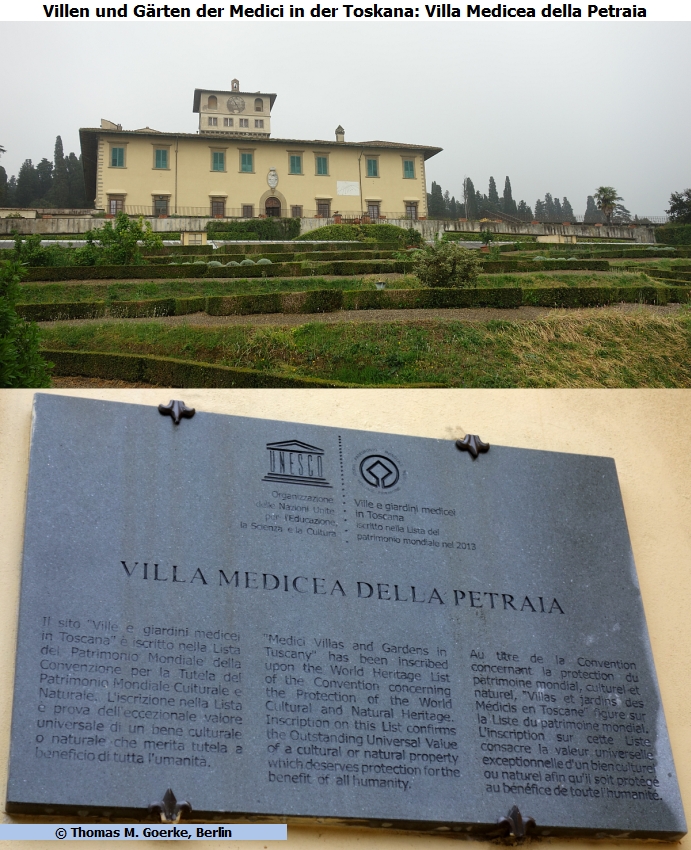 Villen und Gärten der Medici in der Toskana: Villa Medicea della Petraia
UNESCO
Organizzazione
delle Nazioni Unite
per l'Educazione,
la Scienza e la Cultura
Ville e giardini medicei
in Toscana
iscritto nella Lista del
patrimonio mondiale nel 2013
VILLA MEDICEA DELLA PETRAIA
Il sito "Ville e giardini medicei
in Toscana" è iscritto nella Lista
del Patrimonio Mondiale della
Convenzione per la Tutela del
Patrimonio Mondiale Culturale e
Naturale. L'iscrizione nella Lista
è prova dell'eccezionale valore
universale di un bene culturale
o naturale che merita tutela a
beneficio di tutta l'umanità.
"Medici Villas and Gardens in
Tuscany" has been inscribed
upon the World Heritage List
of the Convention concerning
the Protection of the World
Cultural and Natural Heritage.
Inscription on this List confirms
the Outstanding Universal Value
of a cultural or natural property
which deserves protection for the
benefit of all humanity.
Au titre de la Convention
concernant la protection du
patrimoine mondial, culturel et
naturel, "Villas et jardins des
Médicis en Toscane" figure sur
la Liste du patrimoine mondial.
L'inscription sur cette Liste
consacre la valeur universelle
exceptionnelle d'un bien culturel
ou naturel afin qu'il soit protégé
au bénéfice de toute l'humanité.
© Thomas M. Goerke, Berlin